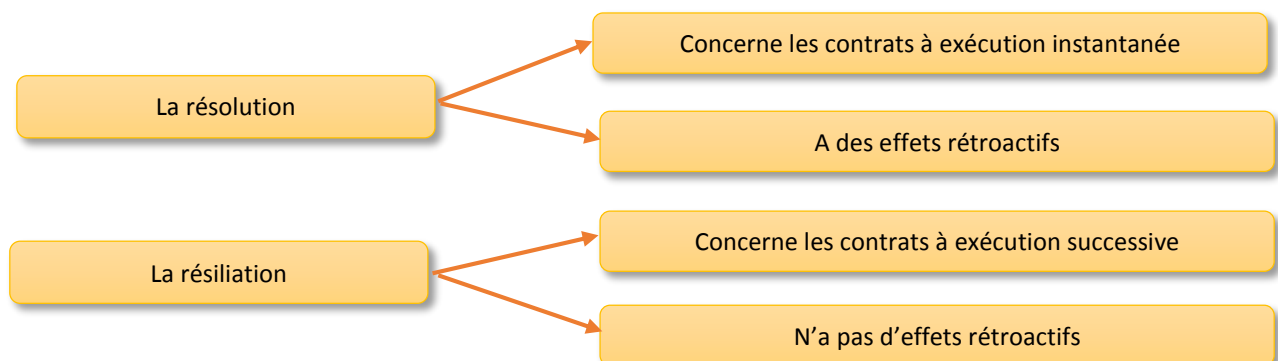 Concerne les contrats à exécution instantanée
La résolution
A des effets rétroactifs
Concerne les contrats à exécution successive
La résiliation
N’a pas d’effets rétroactifs